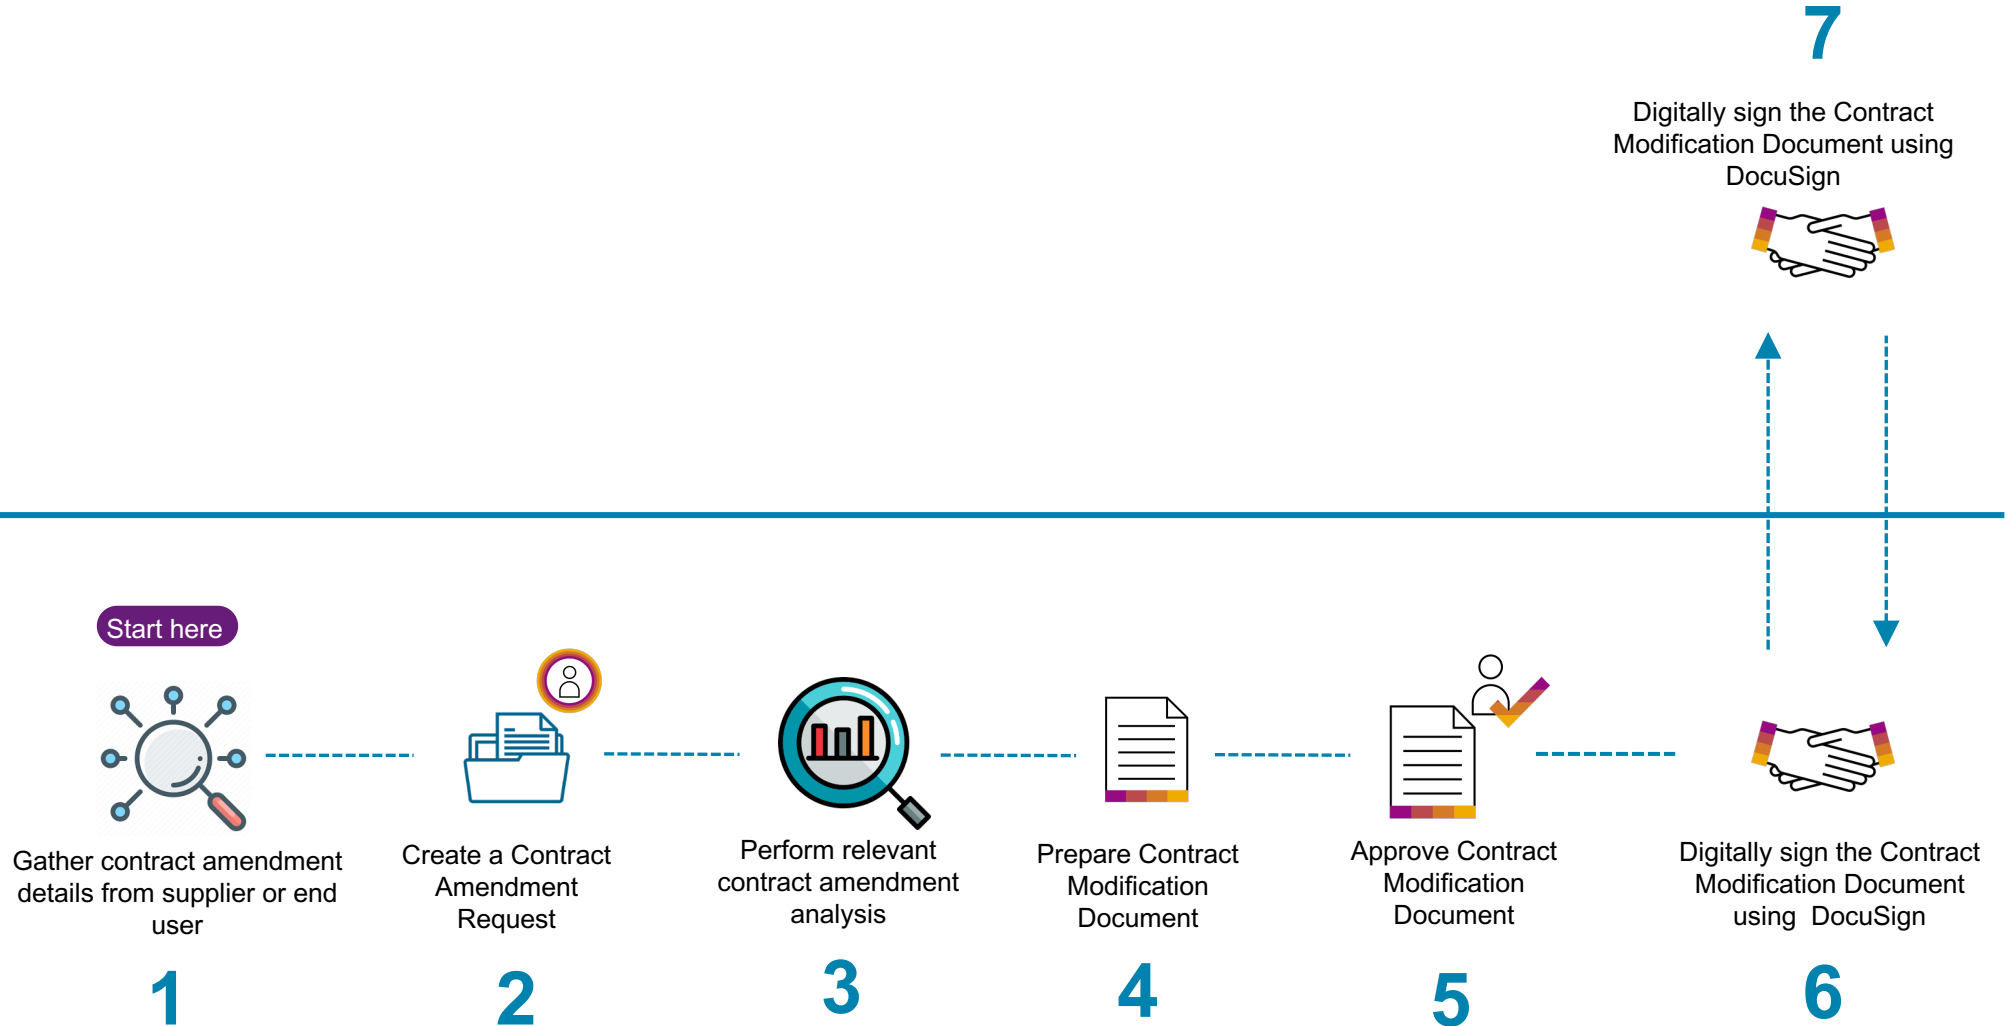 7
Digitally sign the Contract
Modification Document using
DocuSign
Start here
Gather contract amendment
details from supplier or end
user
1
Create a Contract
Amendment
Request
2
Perform relevant
contract amendment
analysis
3
Prepare Contract
Modification
Document
4
Approve Contract
Modification
Document
5
Digitally sign the Contract
Modification Document
using  DocuSign
6